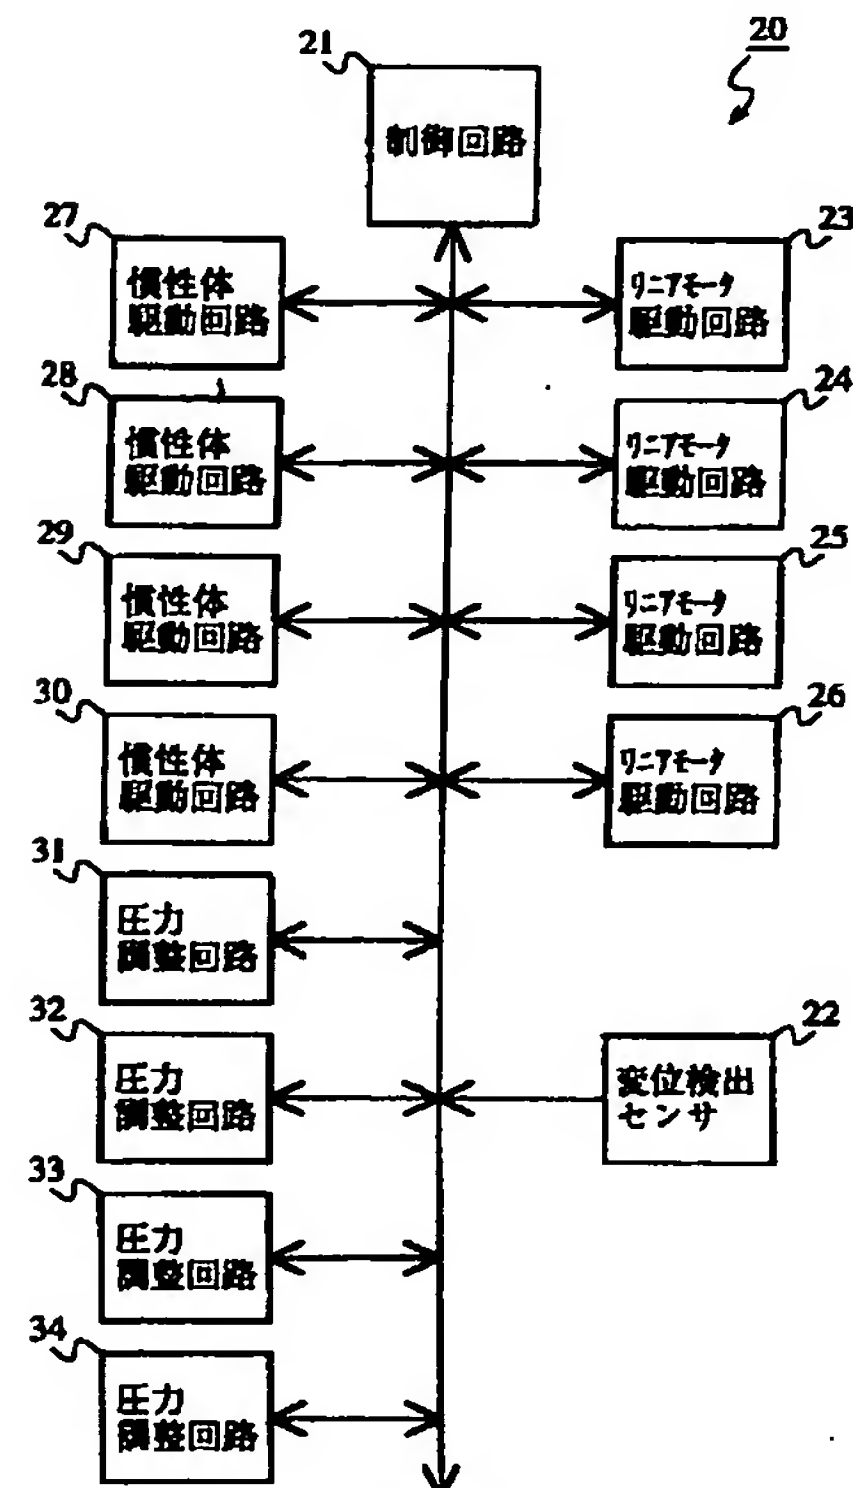 20
21
制御回路
27
慣性体
駆動回路
23
リニアモータ
駆動回路
28
慣性体
駆動回路
24
リニアモータ
駆動回路
29
慣性体
駆動回路
25
リニアモータ
駆動回路
30
慣性体
駆動回路
26
リニアモータ
駆動回路
31
圧力
調整回路
32
圧力
調整回路
22
変位検出
センサ
33
圧力
調整回路
34
圧力
調整回路